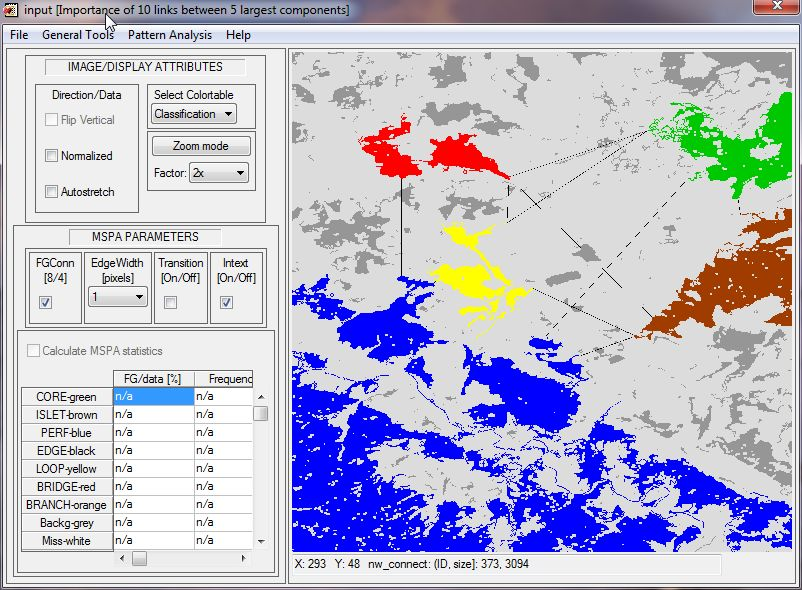 input [Importance of 10 links between 5 largest components]
File General Tools Pattern Analysis Help
IMAGE/DISPLAY ATTRIBUTES
Direction/Data
Flip Vertical
Normalized
Autostretch
Select Colortable
Classification
Zoom mode
Factor: 2x
MSPA PARAMETERS
FGConn
[8/4]
EdgeWidth
[pixels]
1
Transition
[On/Off]
Intext
[On/Off]
Calculate MSPA statistics
FG/data [%] Frequenc
CORE-green n/a n/a
ISLET-brown n/a n/a
PERF-blue n/a n/a
EDGE-black n/a n/a
LOOP-yellow n/a n/a
BRIDGE-red n/a n/a
BRANCH-orange n/a n/a
Backg-grey n/a n/a
Miss-white n/a n/a
X: 293 Y: 48 nw_connect: (ID, size): 373, 3094